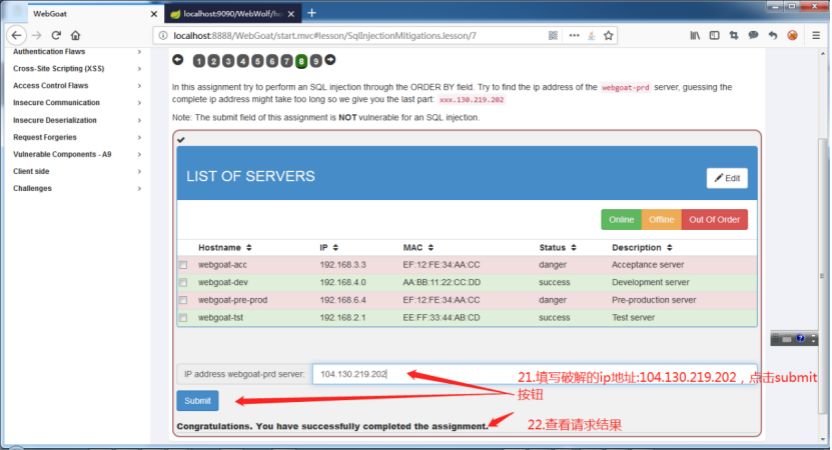 WebGoat
localhost:9090/WebWolf/ho
localhost:8888/WebGoat/start.mvc#lesson/SqlInjectionMitigations.lesson/7
Authentication Flaws
Cross-Site Scripting (XSS)
Access Control Flaws
Insecure Communication
Insecure Deserialization
Request Forgeries
Vulnerable Components - A9
Client side
Challenges
1 2 3 4 5 6 7 8 9
In this assignment try to perform an SQL injection through the ORDER BY field. Try to find the ip address of the webgoat-prd server, guessing the
complete ip address might take too long so we give you the last part: xxx.130.219.202
Note: The submit field of this assignment is NOT vulnerable for an SQL injection.
LIST OF SERVERS
Edit
Online Offline Out Of Order
Hostname IP MAC Status Description
webgoat-acc 192.168.3.3 EF:12:FE:34:AA:CC danger Acceptance server
webgoat-dev 192.168.4.0 AA:BB:11:22:CC:DD success Development server
webgoat-pre-prod 192.168.6.4 EF:12:FE:34:AA:CC danger Pre-production server
webgoat-tst 192.168.2.1 EE:FF:33:44:AB:CD success Test server
IP address webgoat-prd server: 104.130.219.202
21.填写破解的ip地址:104.130.219.202，点击submit
按钮
Submit
Congratulations. You have successfully completed the assignment.
22.查看请求结果